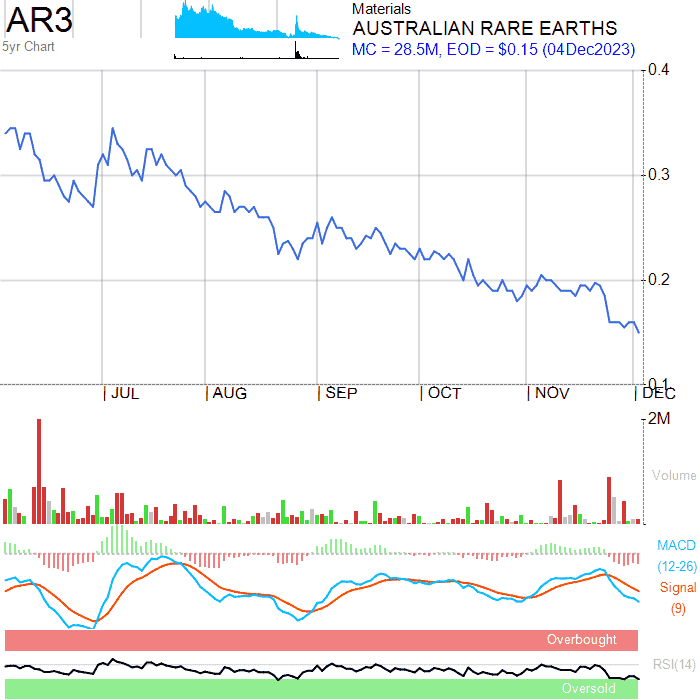 AR3
5yr Chart
Materials
AUSTRALIAN RARE EARTHS
MC = 28.5M, EOD = $0.15 (04Dec2023)
0.4
0.3
0.2
0.1
JUL AUG SEP OCT NOV DEC
2M
Volume
MACD
(12-26)
Signal
(9)
Overbought
RSI(14)
Oversold